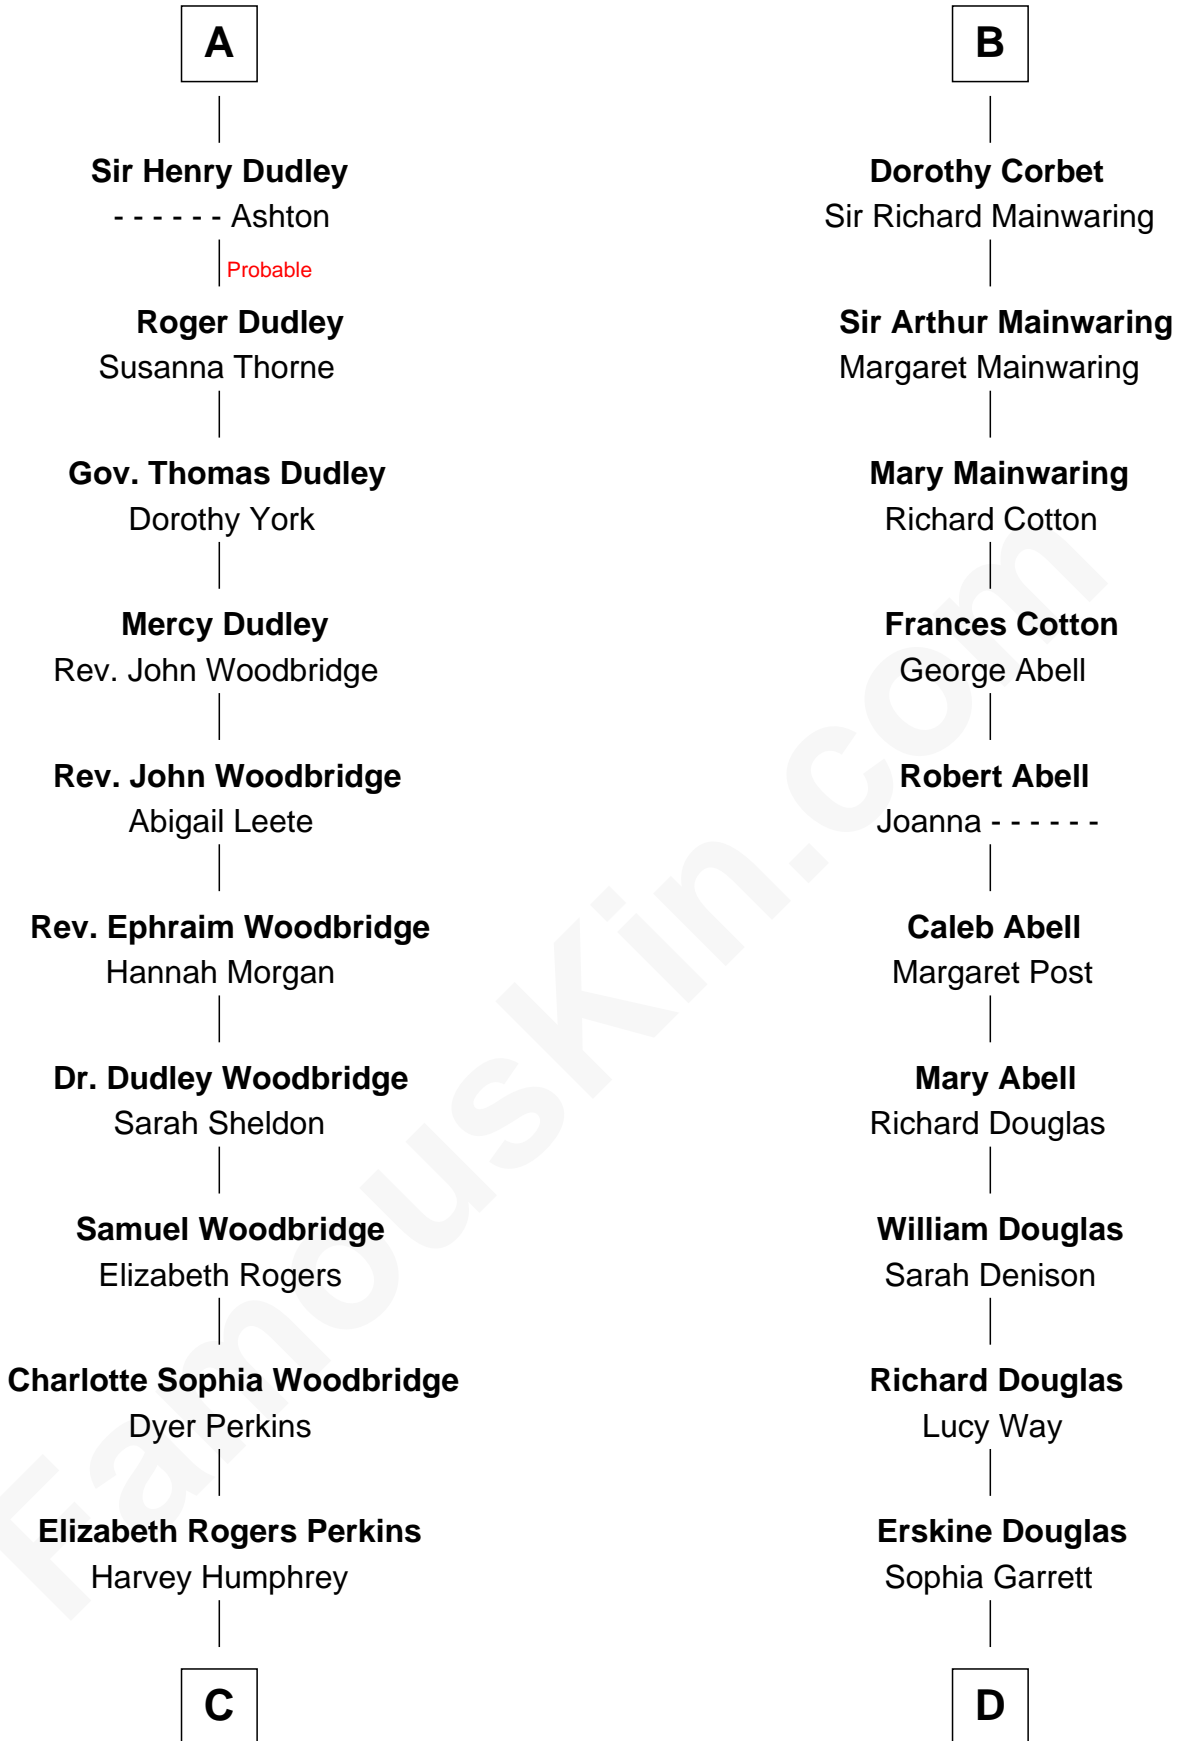 A
Sir Henry Dudley
- - - - - - Ashton
Probable
Roger Dudley
Susanna Thorne
Gov. Thomas Dudley
Dorothy York
Mercy Dudley
Rev. John Woodbridge
Rev. John Woodbridge
Abigail Leete
Rev. Ephraim Woodbridge
Hannah Morgan
Dr. Dudley Woodbridge
Sarah Sheldon
Samuel Woodbridge
Elizabeth Rogers
Charlotte Sophia Woodbridge
Dyer Perkins
Elizabeth Rogers Perkins
Harvey Humphrey
C
B
Dorothy Corbet
Sir Richard Mainwaring
Sir Arthur Mainwaring
Margaret Mainwaring
Mary Mainwaring
Richard Cotton
Frances Cotton
George Abell
Robert Abell
Joanna - - - - - -
Caleb Abell
Margaret Post
Mary Abell
Richard Douglas
William Douglas
Sarah Denison
Richard Douglas
Lucy Way
Erskine Douglas
Sophia Garrett
D
FamousKin.com